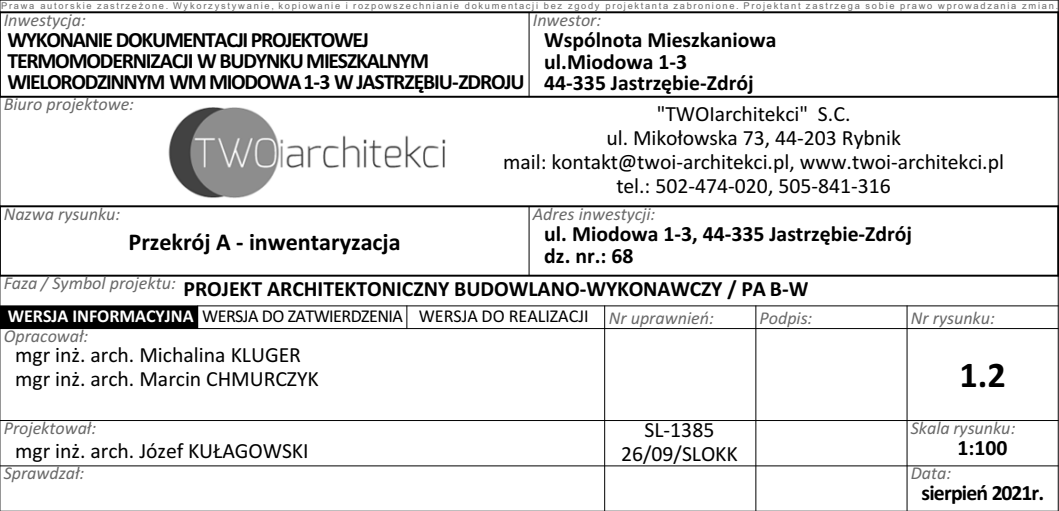 Prawa autorskie zastrzeżone. Wykorzystywanie, kopiowanie i rozpowszechnianie dokumentacji bez zgody projektanta zabronione. Projektant zastrzega sobie prawo wprowadzania zmian.
Inwestycja:
WYKONANIE DOKUMENTACJI PROJEKTOWEJ
TERMOMODERNIZACJI W BUDYNKU MIESZKALNYM
WIELORODZINNYM WM MIODOWA 1-3 W JASTRZĘBIU-ZDROJU
Inwestor:
Wspólnota Mieszkaniowa
ul.Miodowa 1-3
44-335 Jastrzębie-Zdrój
Biuro projektowe:
TWOiarchitekci
"TWOIarchitekci" S.C.
ul. Mikołowska 73, 44-203 Rybnik
mail: kontakt@twoi-architekci.pl, www.twoi-architekci.pl
tel.: 502-474-020, 505-841-316
Nazwa rysunku:
Przekrój A - inwentaryzacja
Adres inwestycji:
ul. Miodowa 1-3, 44-335 Jastrzębie-Zdrój
dz. nr.: 68
Faza / Symbol projektu: PROJEKT ARCHITEKTONICZNY BUDOWLANO-WYKONAWCZY / PA B-W
WERSJA INFORMACYJNA WERSJA DO ZATWIERDZENIA WERSJA DO REALIZACJI Nr uprawnień: Podpis: Nr rysunku:
Opracował:
mgr inż. arch. Michalina KLUGER
mgr inż. arch. Marcin CHMURCZYK
1.2
Projektował:
mgr inż. arch. Józef KUŁAGOWSKI
SL-1385
26/09/SLOKK
Skala rysunku:
1:100
Sprawdzał:
Data:
sierpień 2021r.